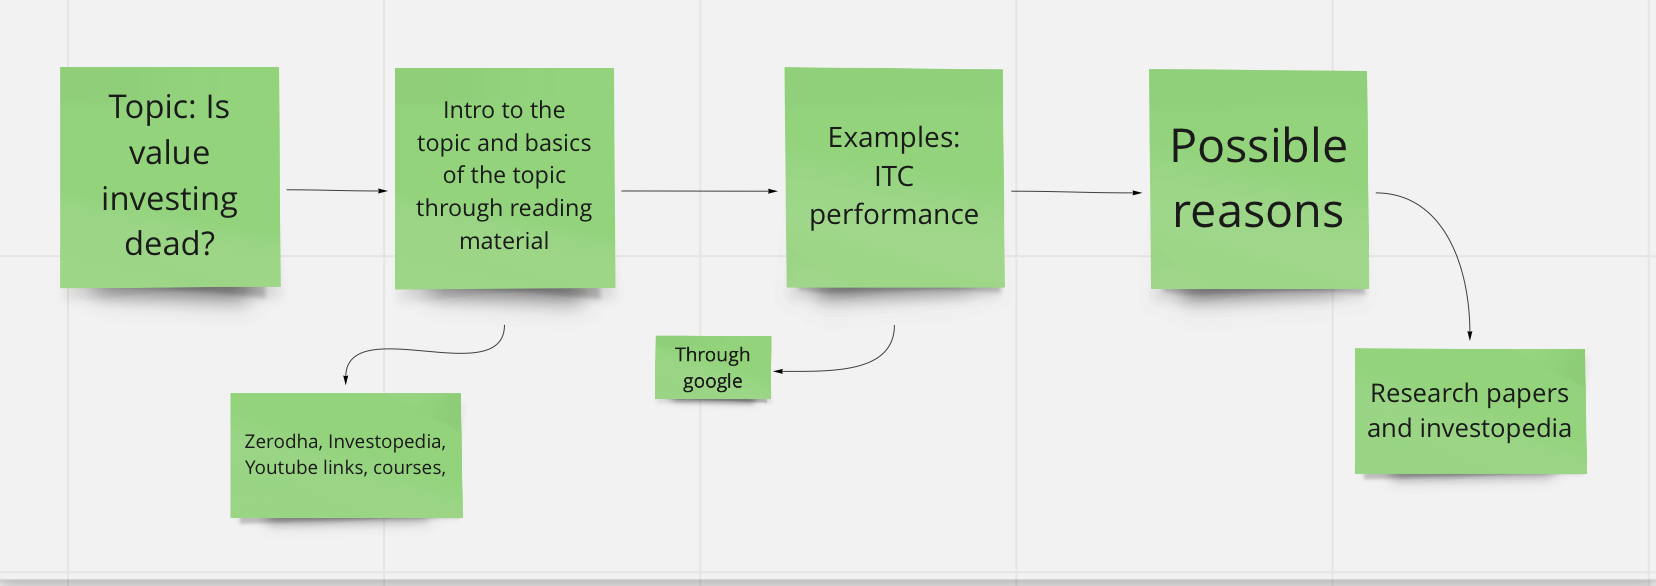 Topic: Is
value
investing
dead?
Intro to the
topic and basics
of the topic
through reading
material
Examples:
ITC
performance
Possible
reasons
Zerodha, Investopedia,
Youtube links, courses,
Through
google
Research papers
and investopedia